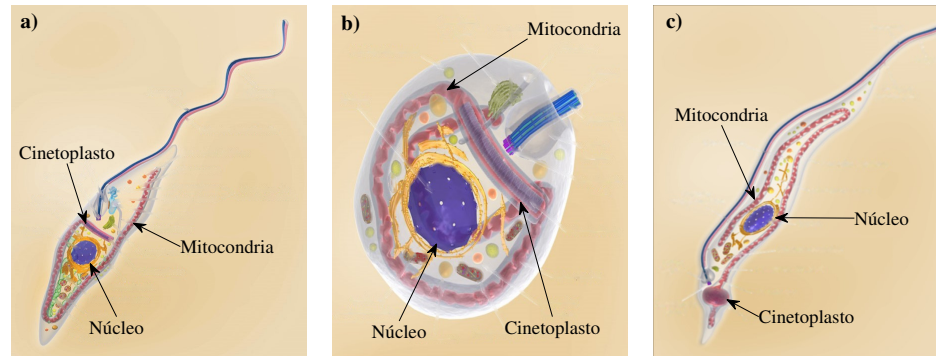 a)
Cinetoplasto
Mitocondria
Núcleo
b)
Mitocondria
Núcleo
Cinetoplasto
c)
Mitocondria
Núcleo
Cinetoplasto